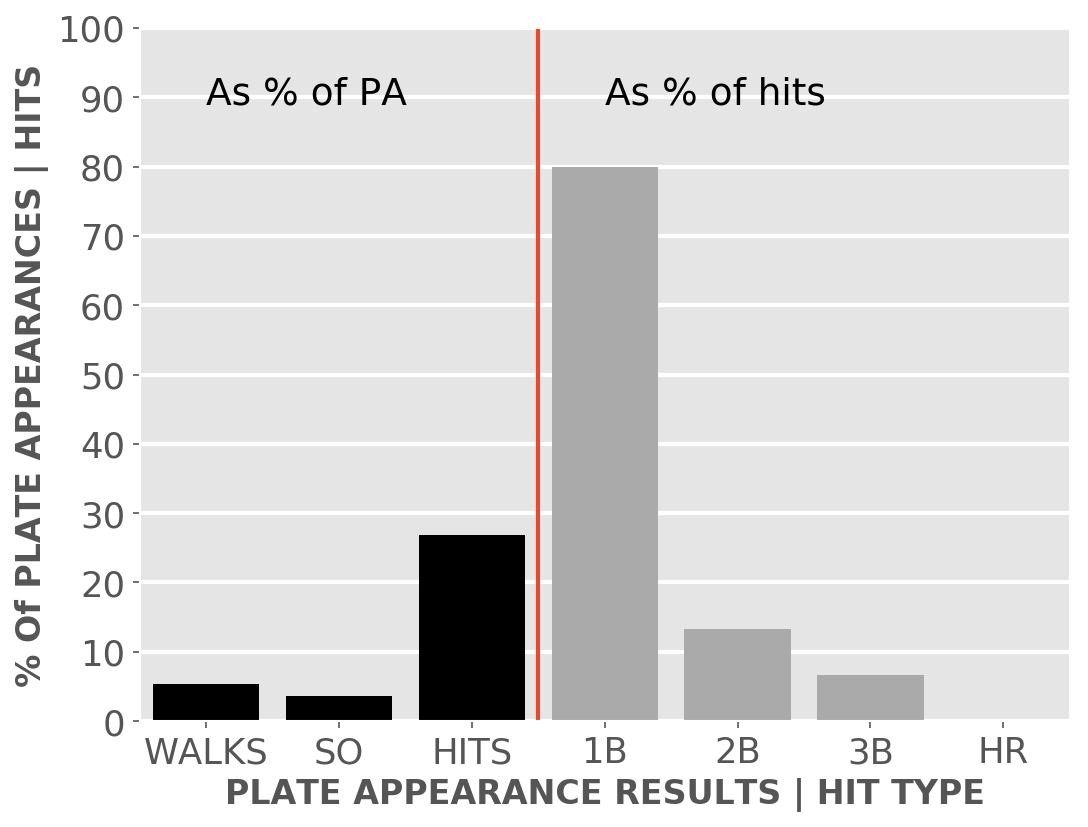 % Of PLATE APPEARANCES | HITS
100
90
80
70
60
50
40
30
20
10
0
As % of PA
As % of hits
WALKS SO HITS 1B 2B 3B HR
PLATE APPEARANCE RESULTS | HIT TYPE